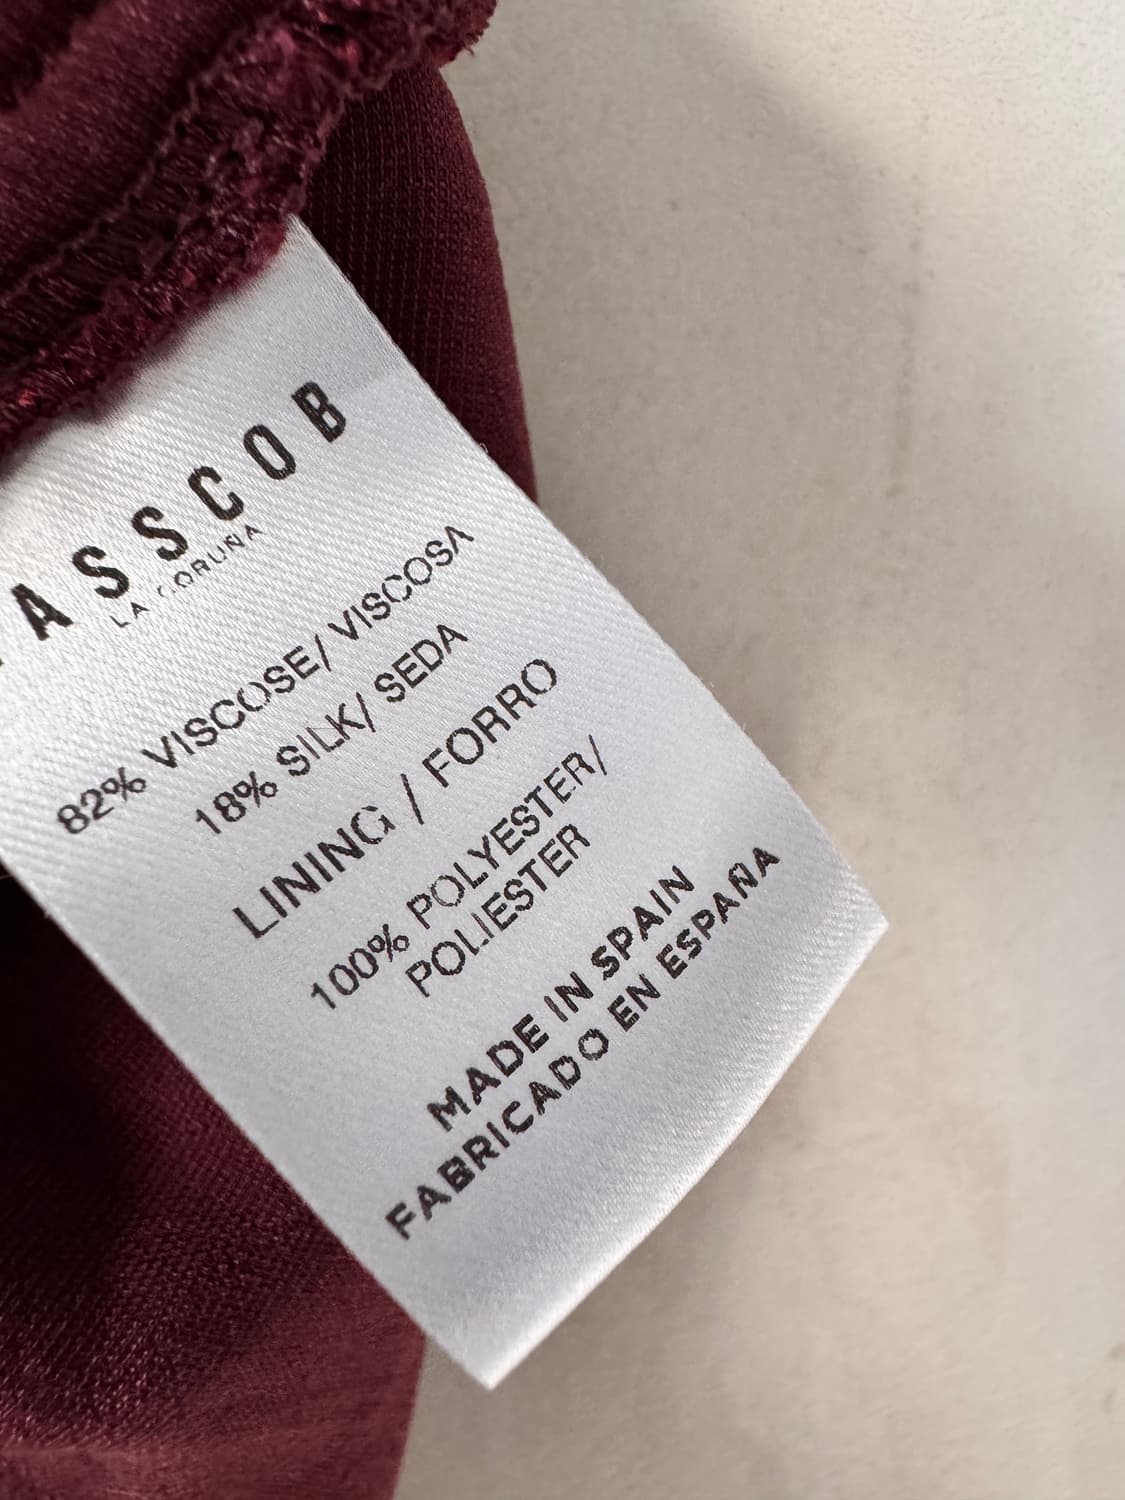 ASSCOB
LA CORUÑA
82% VISCOSE/ VISCOSA
18% SILK/ SEDA
LINING / FORRO
100% POLYESTER/
POLIESTER
MADE IN SPAIN
FABRICADO EN ESPAÑA